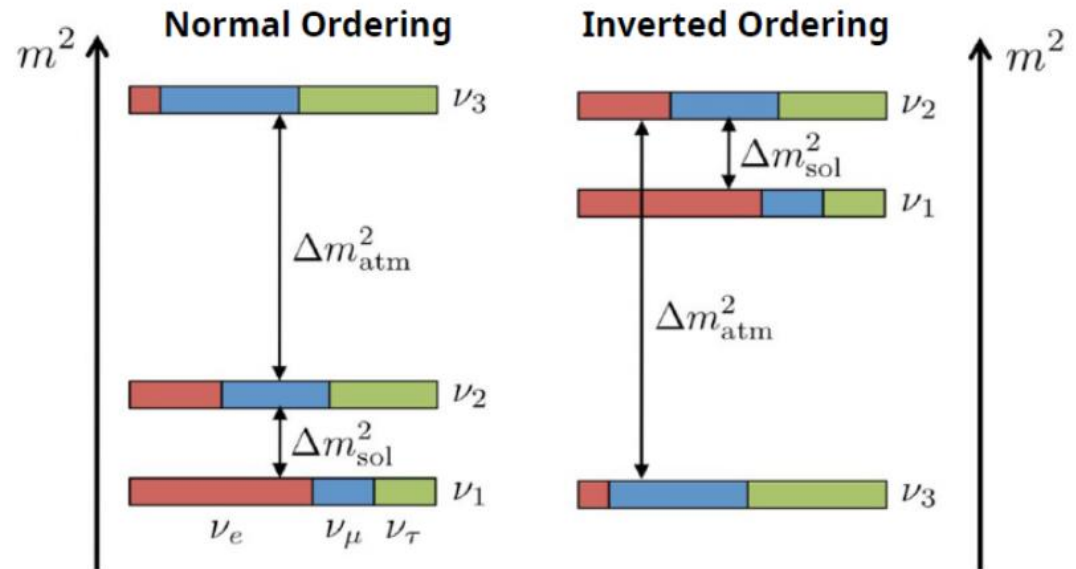 Normal Ordering
Inverted Ordering
m²
m²
ν₃
ν₂
Δm²sol
ν₁
Δm²atm
Δm²atm
ν₂
Δm²sol
ν₁
ν₃
νₑ νμ ντ